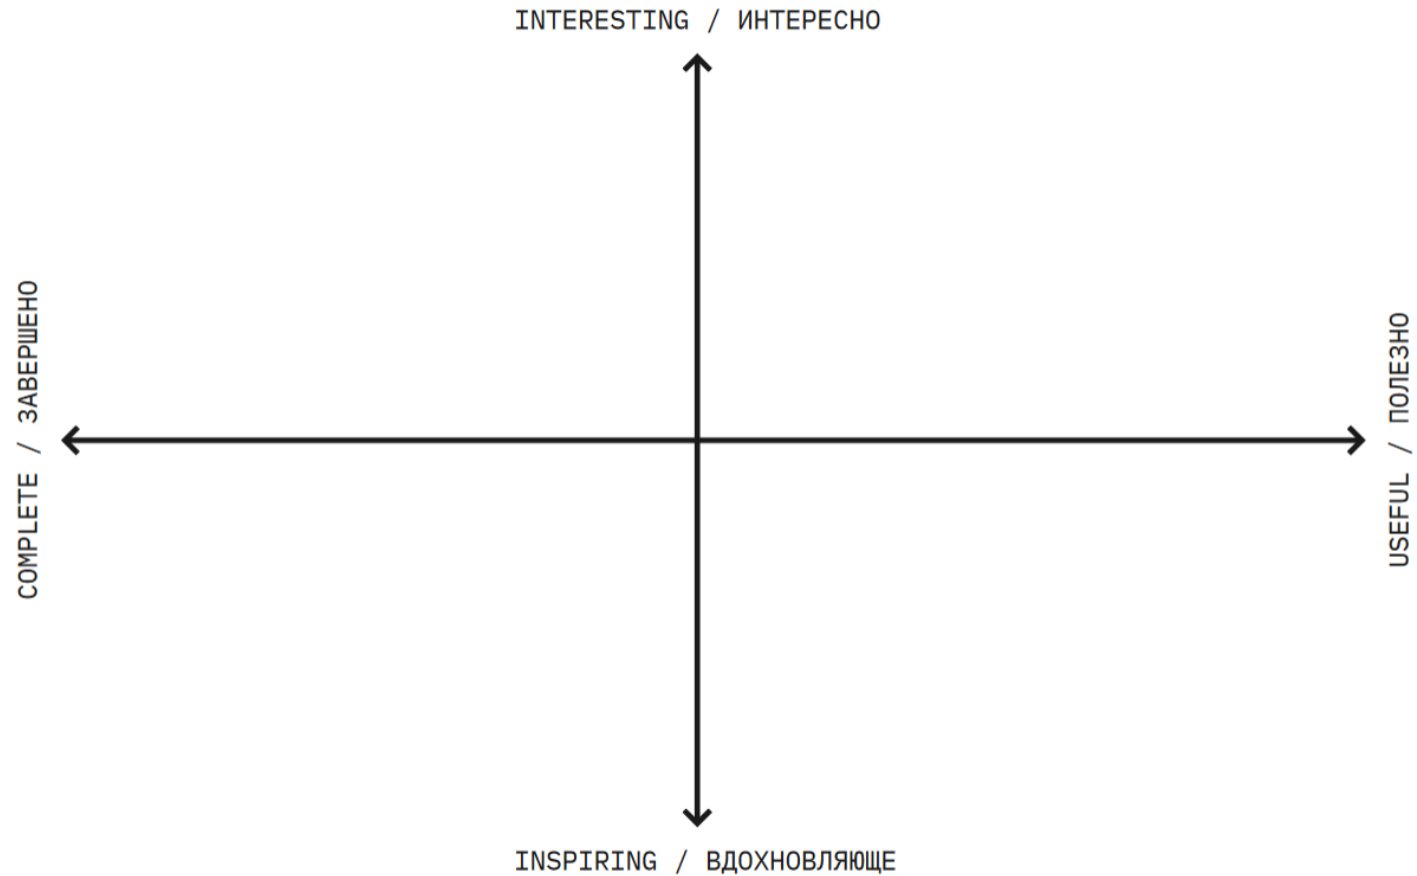 INTERESTING / ИНТЕРЕСНО
COMPLETE / ЗАВЕРШЕНО
USEFUL / ПОЛЕЗНО
INSPIRING / ВДОХНОВЛЯЮЩЕ